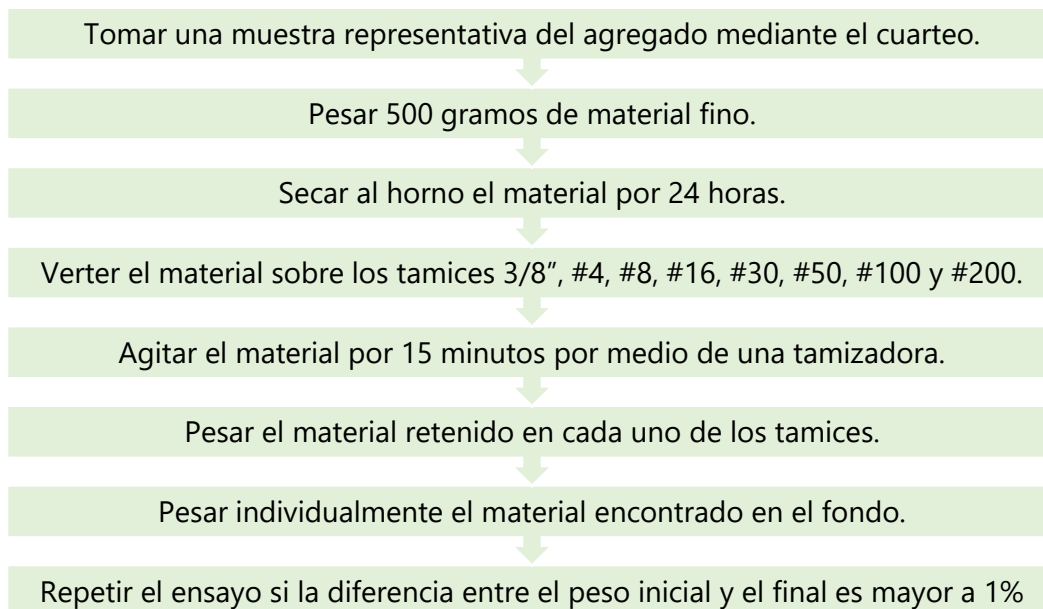 Tomar una muestra representativa del agregado mediante el cuarteo.
Pesar 500 gramos de material fino.
Secar al horno el material por 24 horas.
Verter el material sobre los tamices 3/8”, #4, #8, #16, #30, #50, #100 y #200.
Agitar el material por 15 minutos por medio de una tamizadora.
Pesar el material retenido en cada uno de los tamices.
Pesar individualmente el material encontrado en el fondo.
Repetir el ensayo si la diferencia entre el peso inicial y el final es mayor a 1%